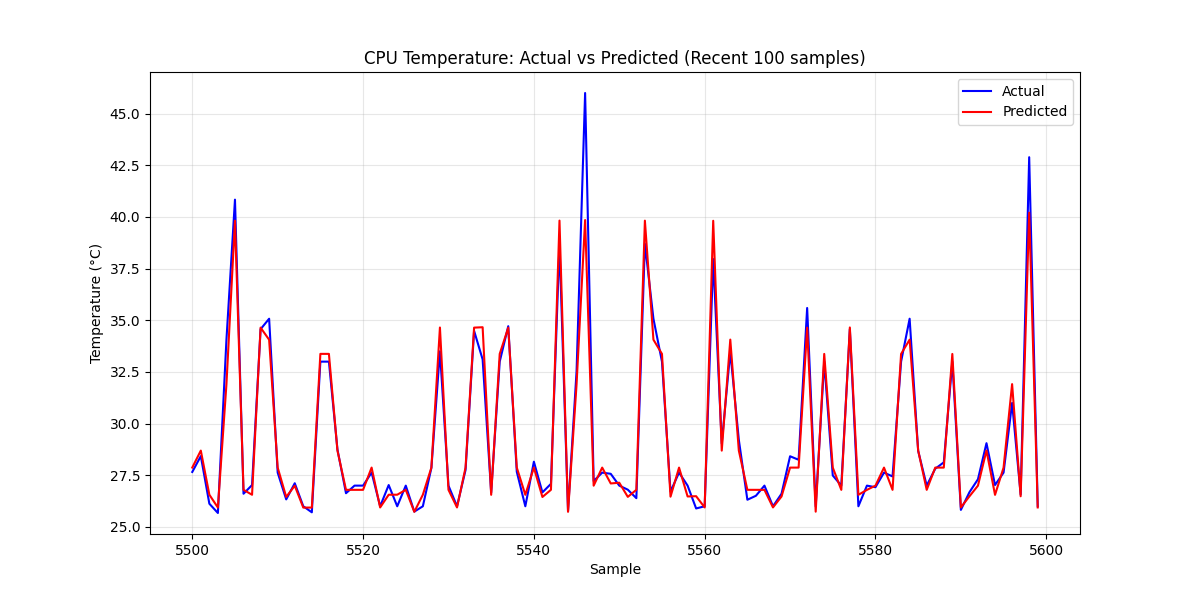 CPU Temperature: Actual vs Predicted (Recent 100 samples)
Actual
Predicted
Temperature (°C)
45.0
42.5
40.0
37.5
35.0
32.5
30.0
27.5
25.0
5500 5520 5540 5560 5580 5600
Sample